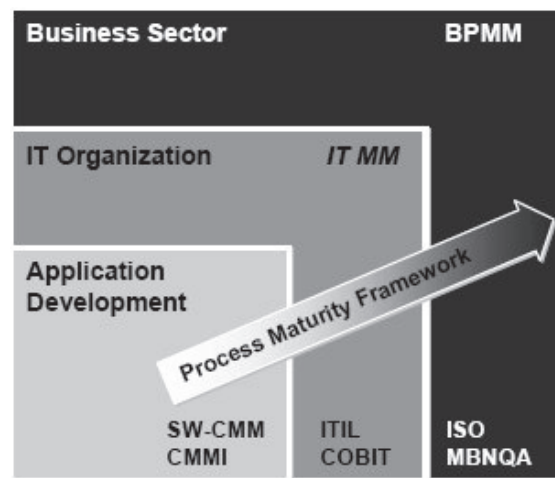 Business Sector BPMM
IT Organization IT MM
Application
Development
Process Maturity Framework
SW-CMM
CMMI
ITIL
COBIT
ISO
MBNQA